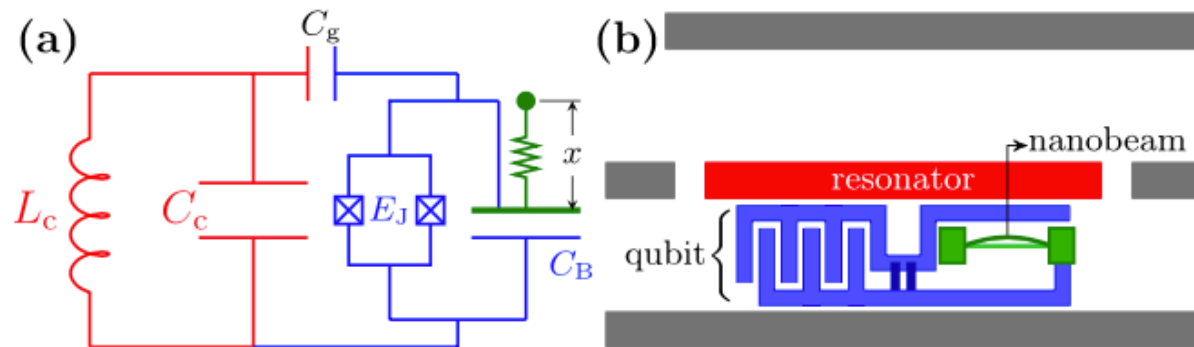 (a)
C_g
x
L_c
C_c
E_J
C_B
(b)
nanobeam
resonator
qubit